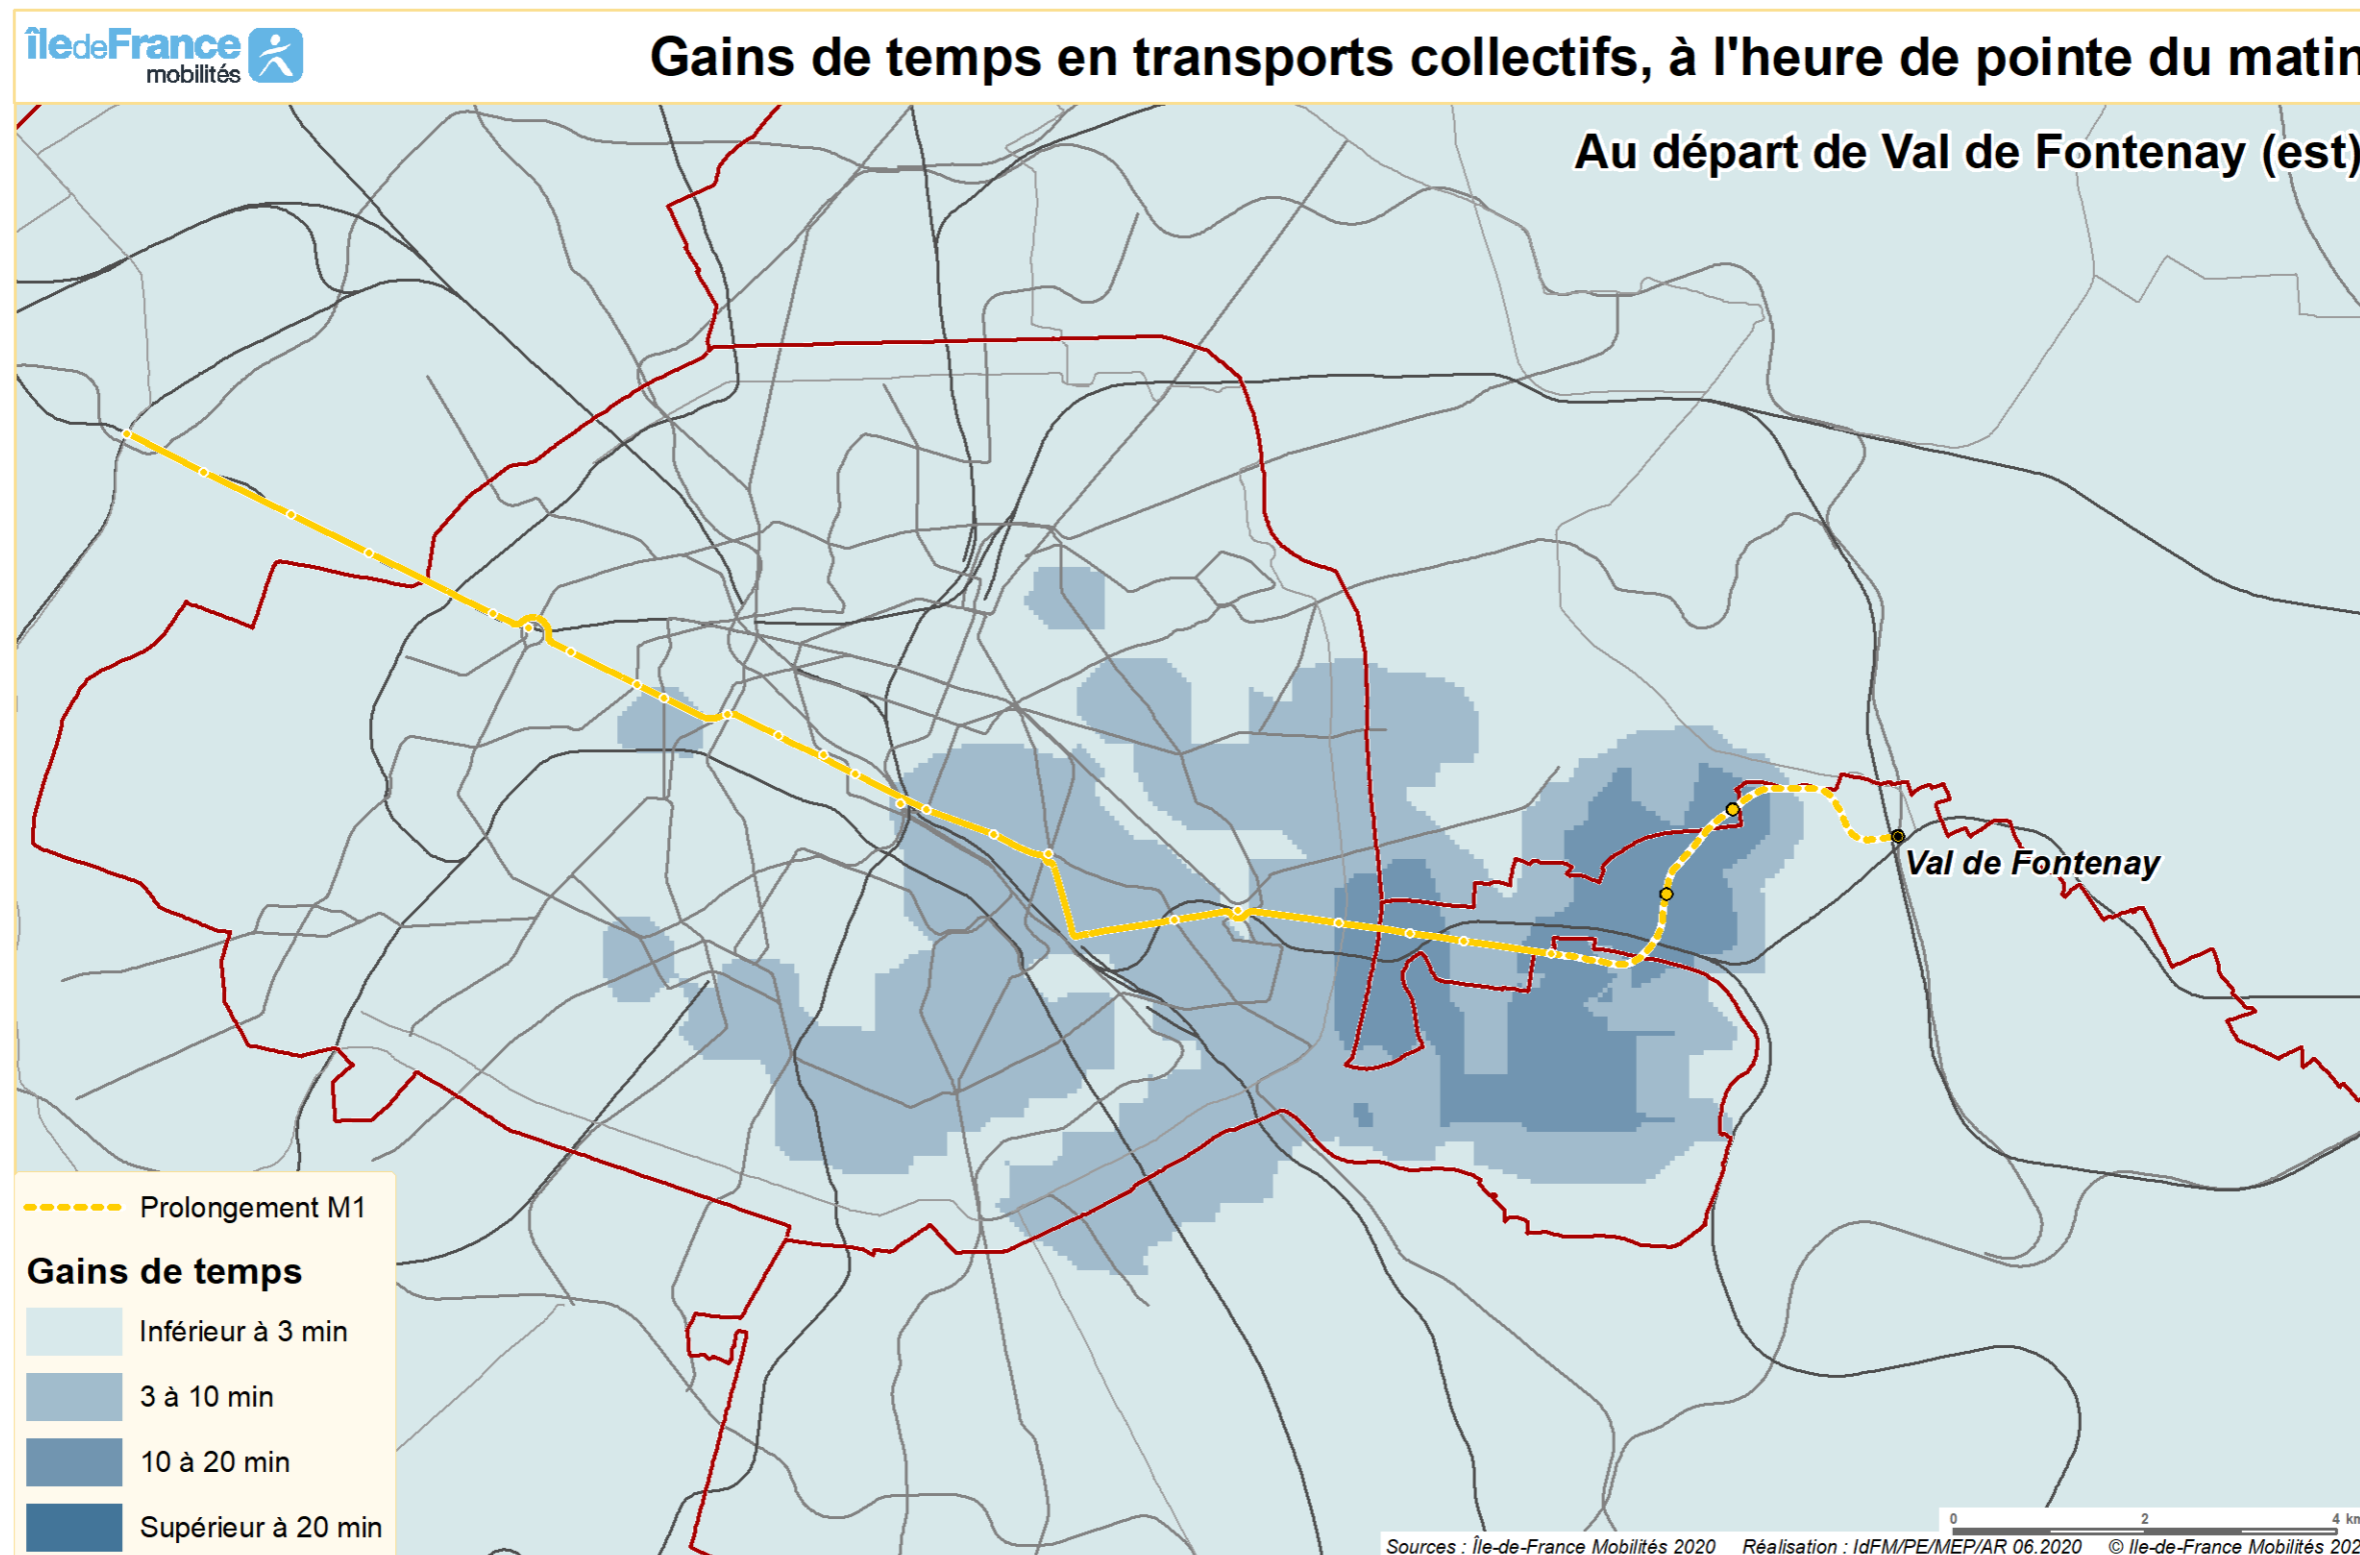 îledeFrance
mobilités
Gains de temps en transports collectifs, à l'heure de pointe du matin
Au départ de Val de Fontenay (est)
Val de Fontenay
Prolongement M1
Gains de temps
Inférieur à 3 min
3 à 10 min
10 à 20 min
Supérieur à 20 min
0 2 4 km
Sources : Île-de-France Mobilités 2020 Réalisation : IdFM/PE/MEP/AR 06.2020 © Ile-de-France Mobilités 202